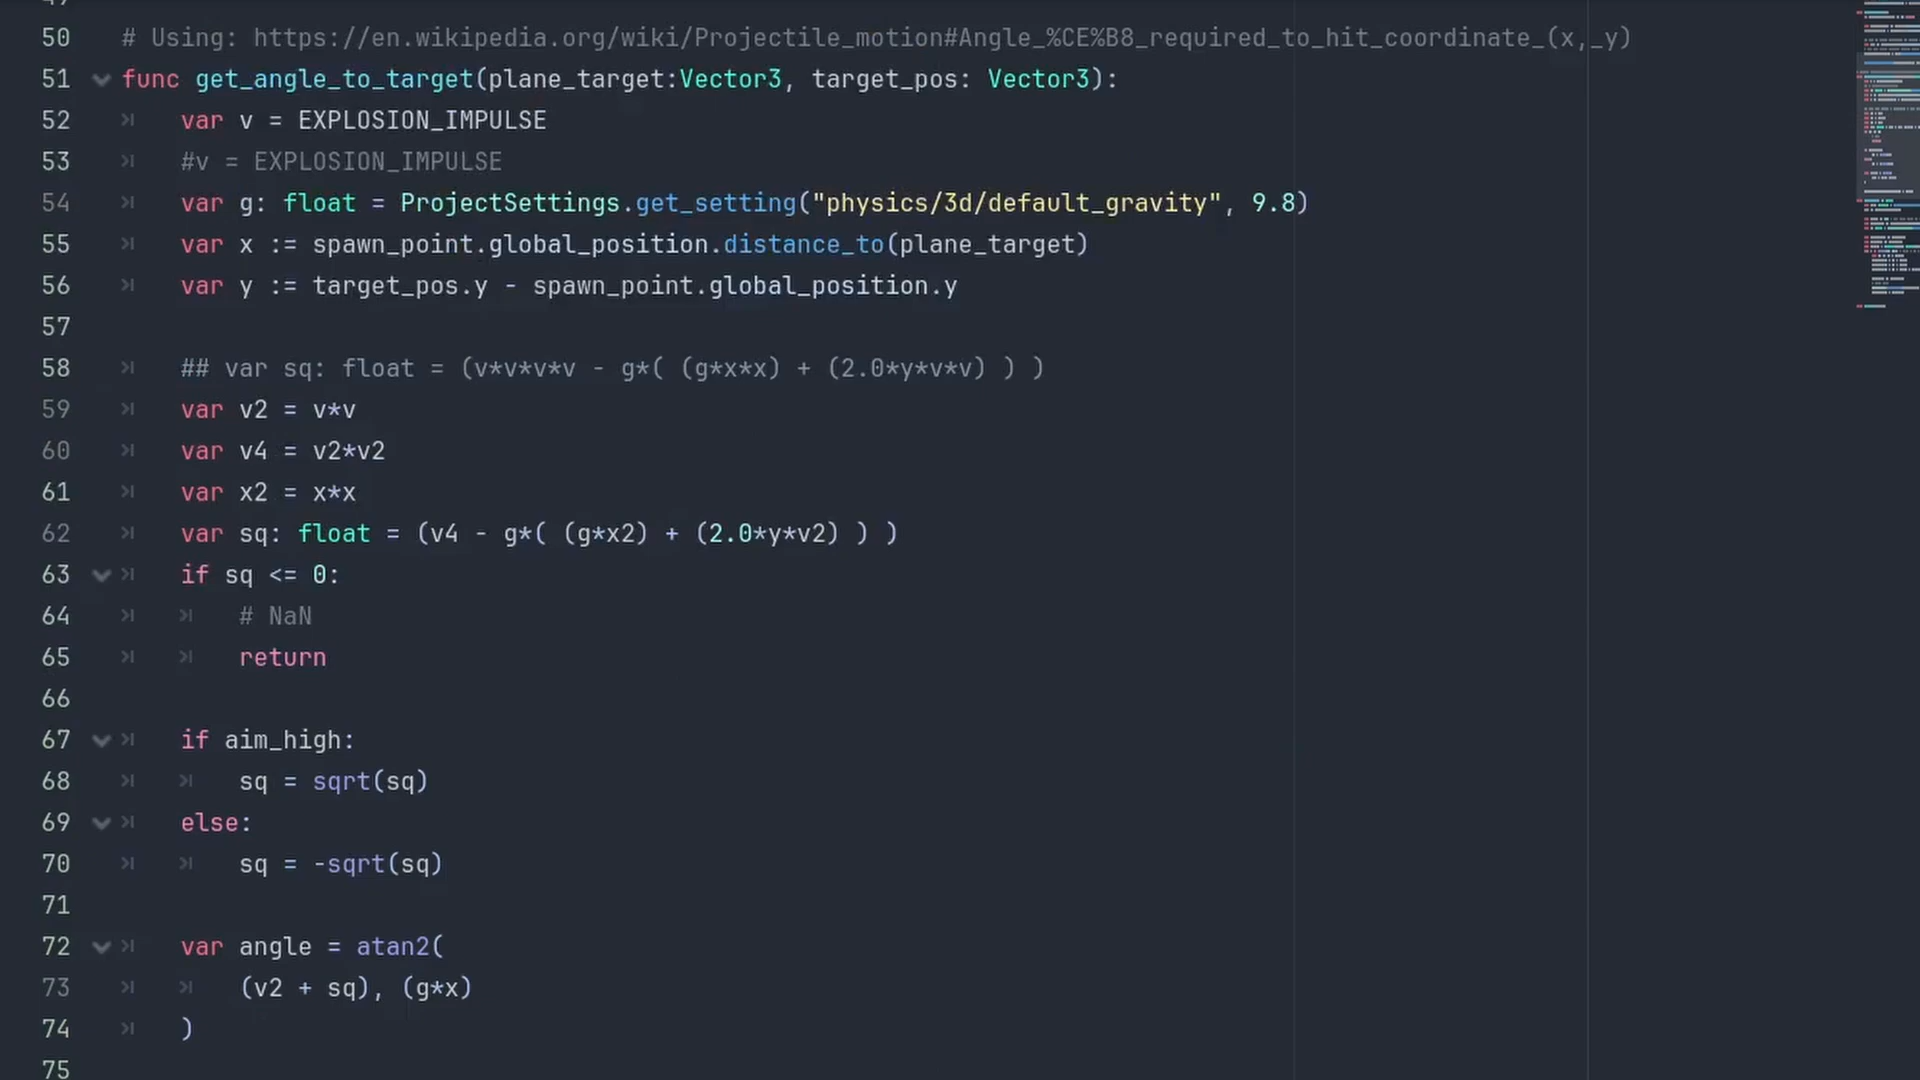 50 # Using: https://en.wikipedia.org/wiki/Projectile_motion#Angle_%CE%B8_required_to_hit_coordinate_(x,_y)
51 func get_angle_to_target(plane_target:Vector3, target_pos: Vector3):
52 var v = EXPLOSION_IMPULSE
53 #v = EXPLOSION_IMPULSE
54 var g: float = ProjectSettings.get_setting("physics/3d/default_gravity", 9.8)
55 var x := spawn_point.global_position.distance_to(plane_target)
56 var y := target_pos.y - spawn_point.global_position.y
57
58 ## var sq: float = (v*v*v*v - g*( (g*x*x) + (2.0*y*v*v) ) )
59 var v2 = v*v
60 var v4 = v2*v2
61 var x2 = x*x
62 var sq: float = (v4 - g*( (g*x2) + (2.0*y*v2) ) )
63 if sq <= 0:
64 # NaN
65 return
66
67 if aim_high:
68 sq = sqrt(sq)
69 else:
70 sq = -sqrt(sq)
71
72 var angle = atan2(
73 (v2 + sq), (g*x)
74 )
75